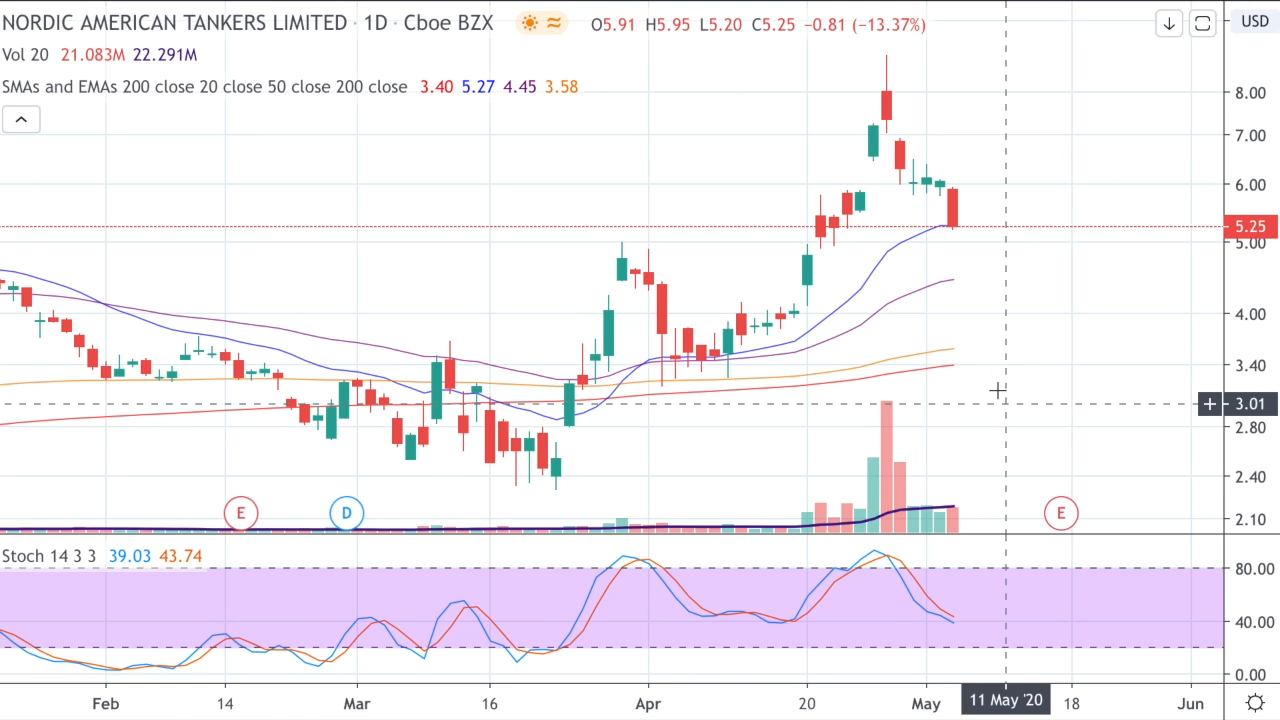 NORDIC AMERICAN TANKERS LIMITED · 1D · Cboe BZX O5.91 H5.95 L5.20 C5.25 −0.81 (−13.37%) USD
Vol 20 21.083M 22.291M
SMAs and EMAs 200 close 20 close 50 close 200 close 3.40 5.27 4.45 3.58
8.00
7.00
6.00
5.25
5.00
4.00
3.40
3.01
2.80
2.40
2.10
E D E
Stoch 14 3 3 39.03 43.74
80.00
40.00
0.00
Feb 14 Mar 16 Apr 20 May 11 May '20 18 Jun